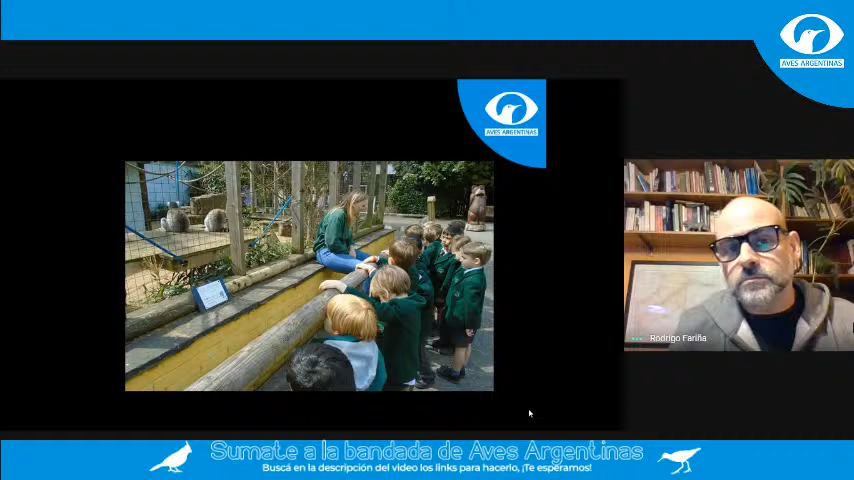 AVES ARGENTINAS
AVES ARGENTINAS
Rodrigo Fariña
Sumate a la bandada de Aves Argentinas
Buscá en la descripción del video los links para hacerlo, ¡Te esperamos!